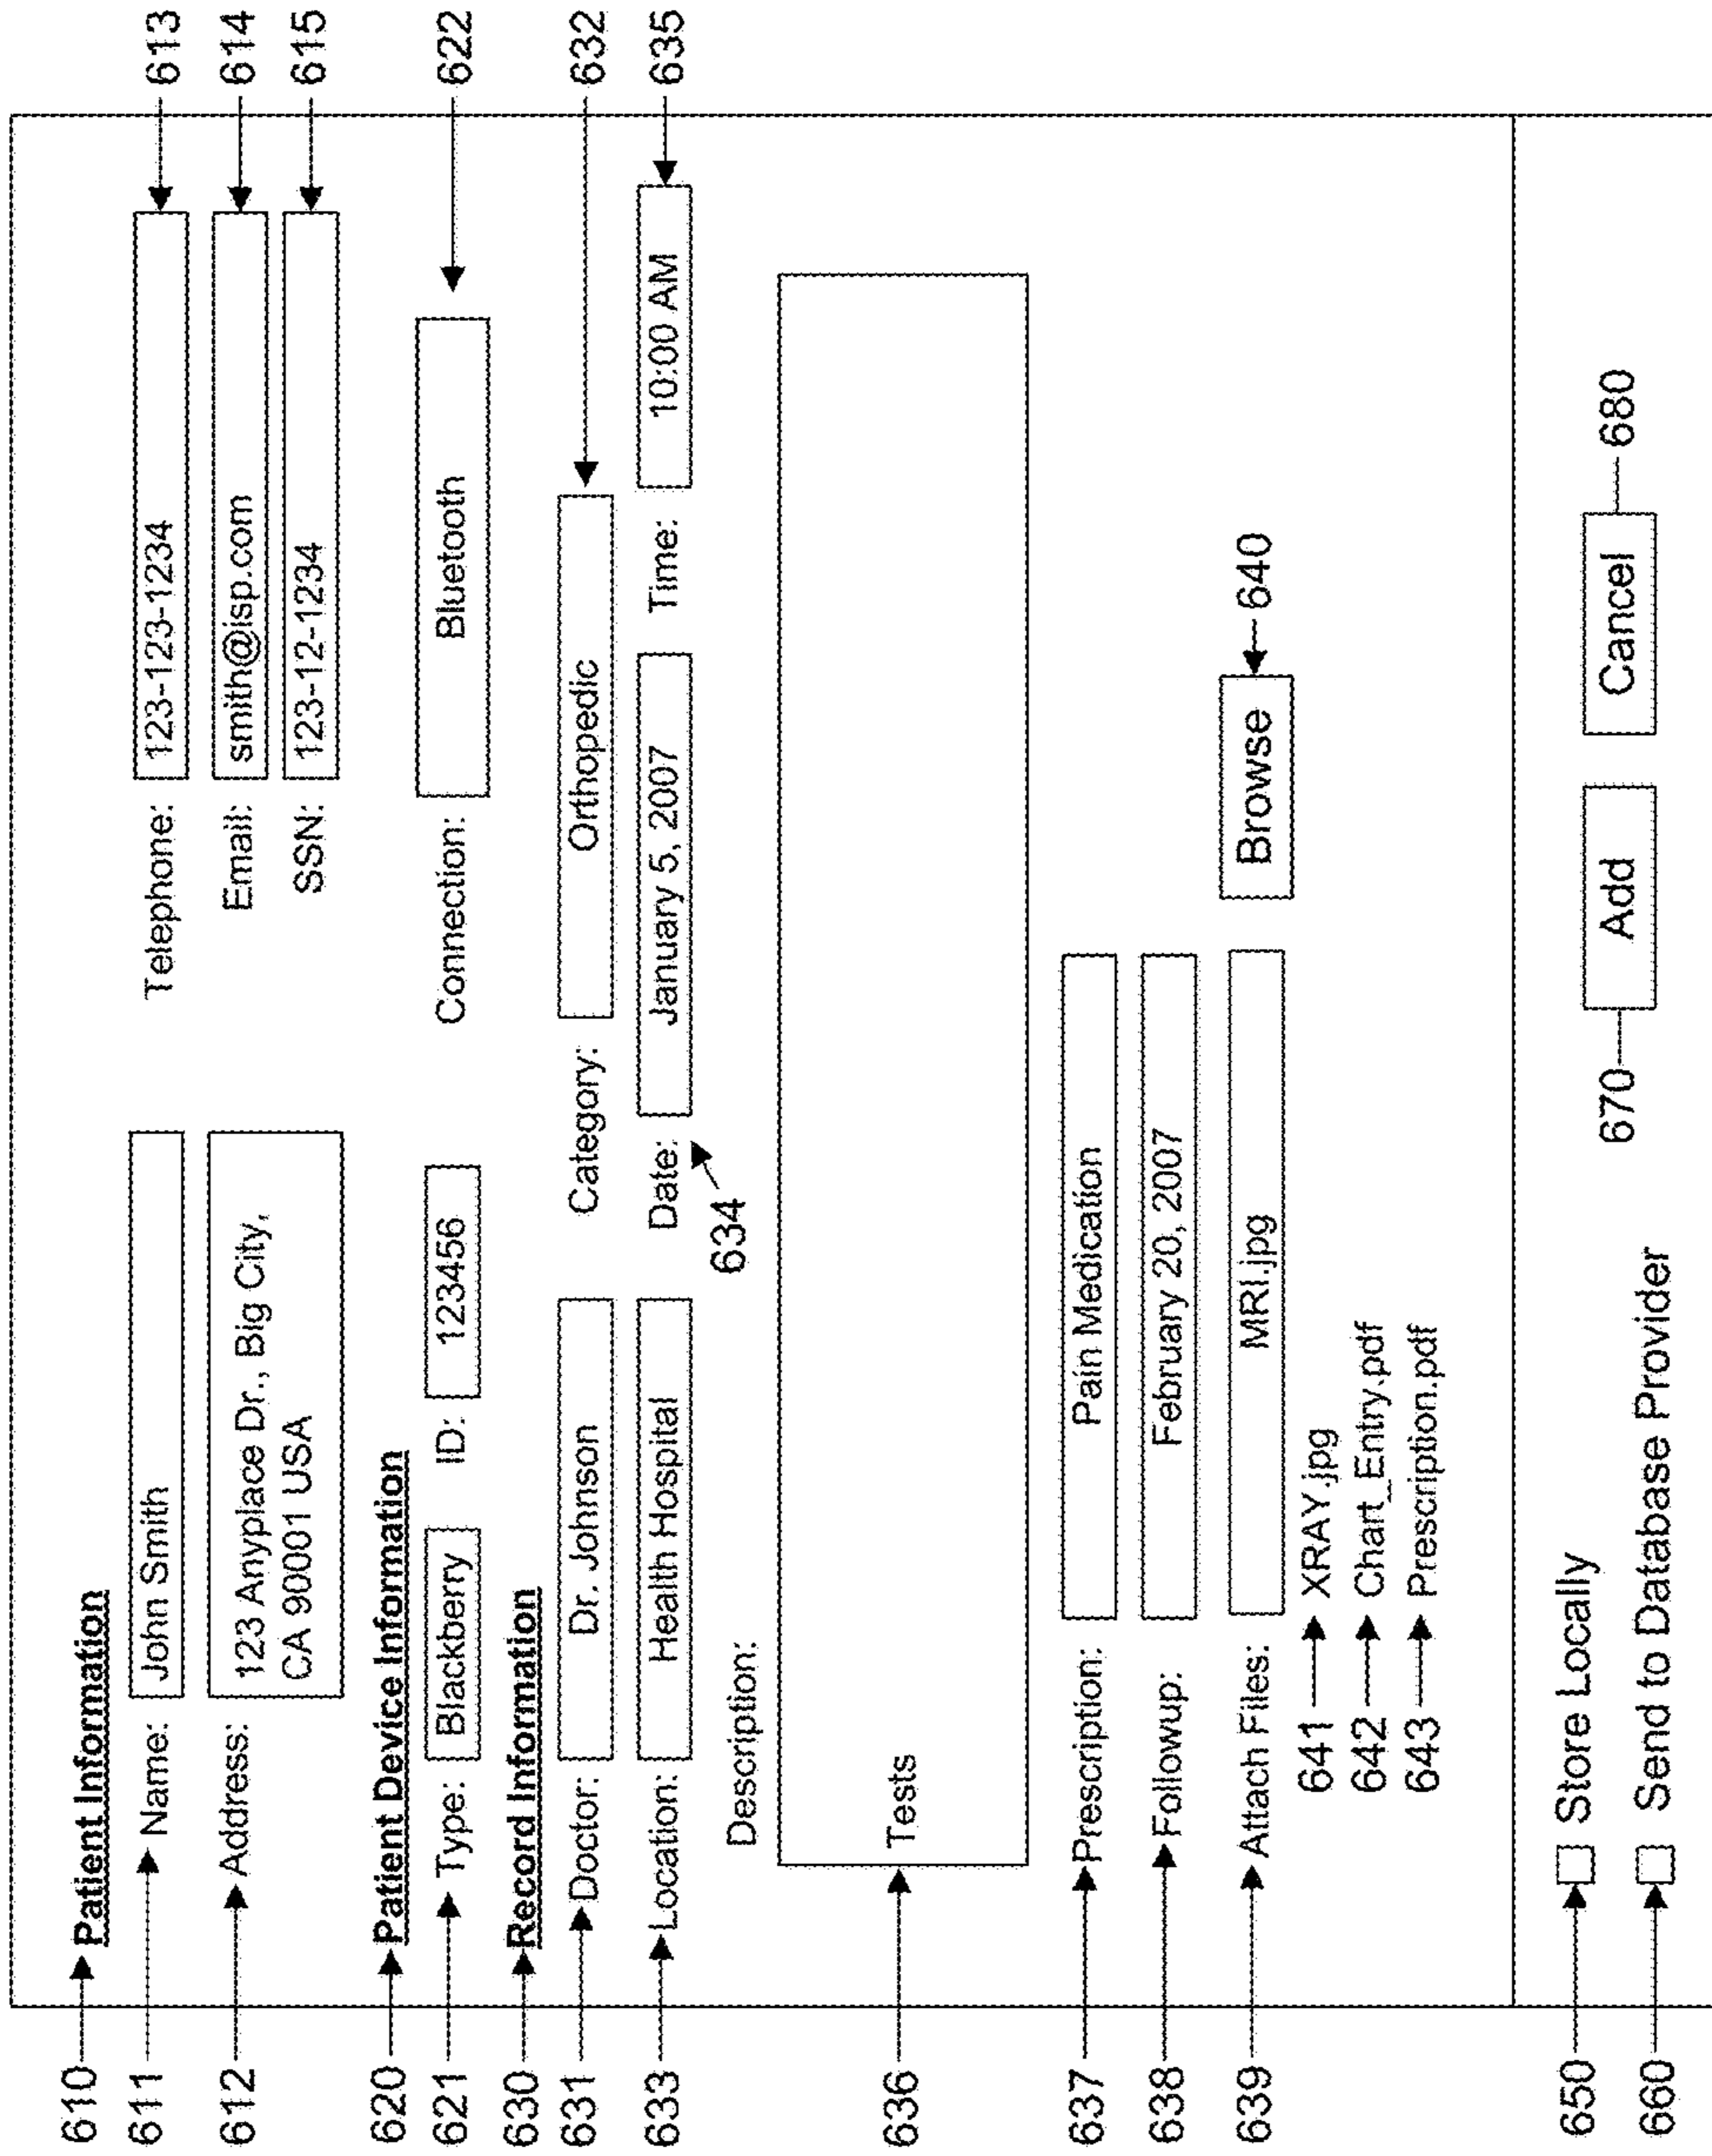 610 Patient Information
611 Name: John Smith Telephone: 123-123-1234 613
612 Address: 123 Anyplace Dr., Big City, Email: smith@isp.com 614
CA 90001 USA SSN: 123-12-1234 615
620 Patient Device Information
621 Type: Blackberry ID: 123456 Connection: Bluetooth 622
630 Record Information
631 Doctor: Dr. Johnson Category: Orthopedic 632
633 Location: Health Hospital Date: January 5, 2007 Time: 10:00 AM 635
634
Description:
636 Tests
637 Prescription: Pain Medication
638 Followup: February 20, 2007
639 Attach Files: MRI.jpg Browse 640
641 XRAY.jpg
642 Chart_Entry.pdf
643 Prescription.pdf
650 Store Locally
670 Add Cancel 680
660 Send to Database Provider